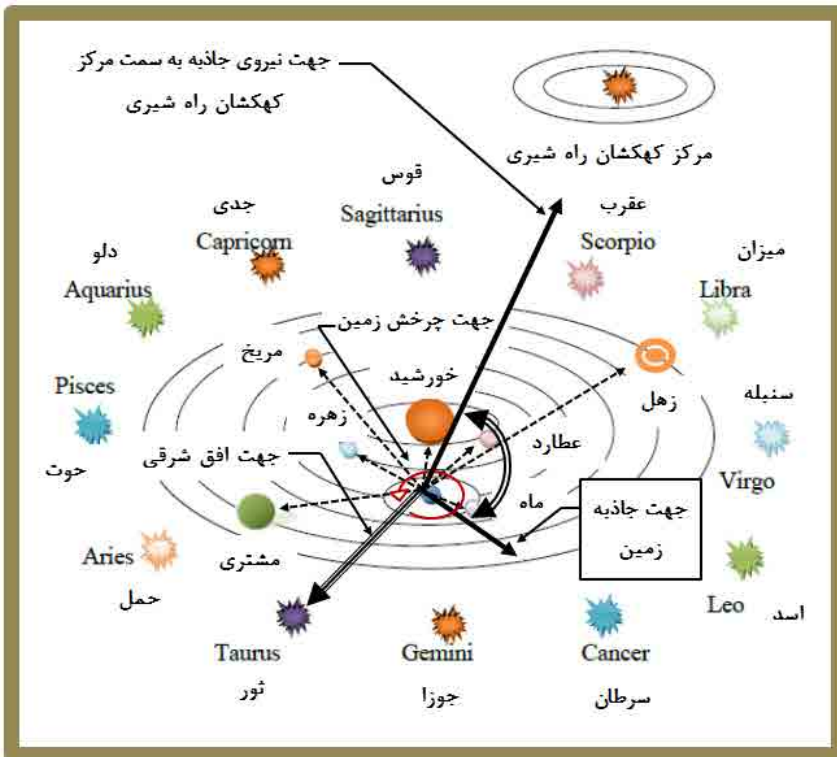 جهت نیروی جاذبه به سمت مرکز
کهکشان راه شیری
مرکز کهکشان راه شیری
قوس
Sagittarius
عقرب
Scorpio
جدی
Capricorn
میزان
Libra
دلو
Aquarius
جهت چرخش زمین
مریخ
خورشید
Pisces
حوت
زهره
زهل
سنبله
Virgo
عطارد
جهت افق شرقی
ماه
جهت جاذبه
زمین
Aries
حمل
مشتری
Leo
اسد
Taurus
ثور
Gemini
جوزا
Cancer
سرطان